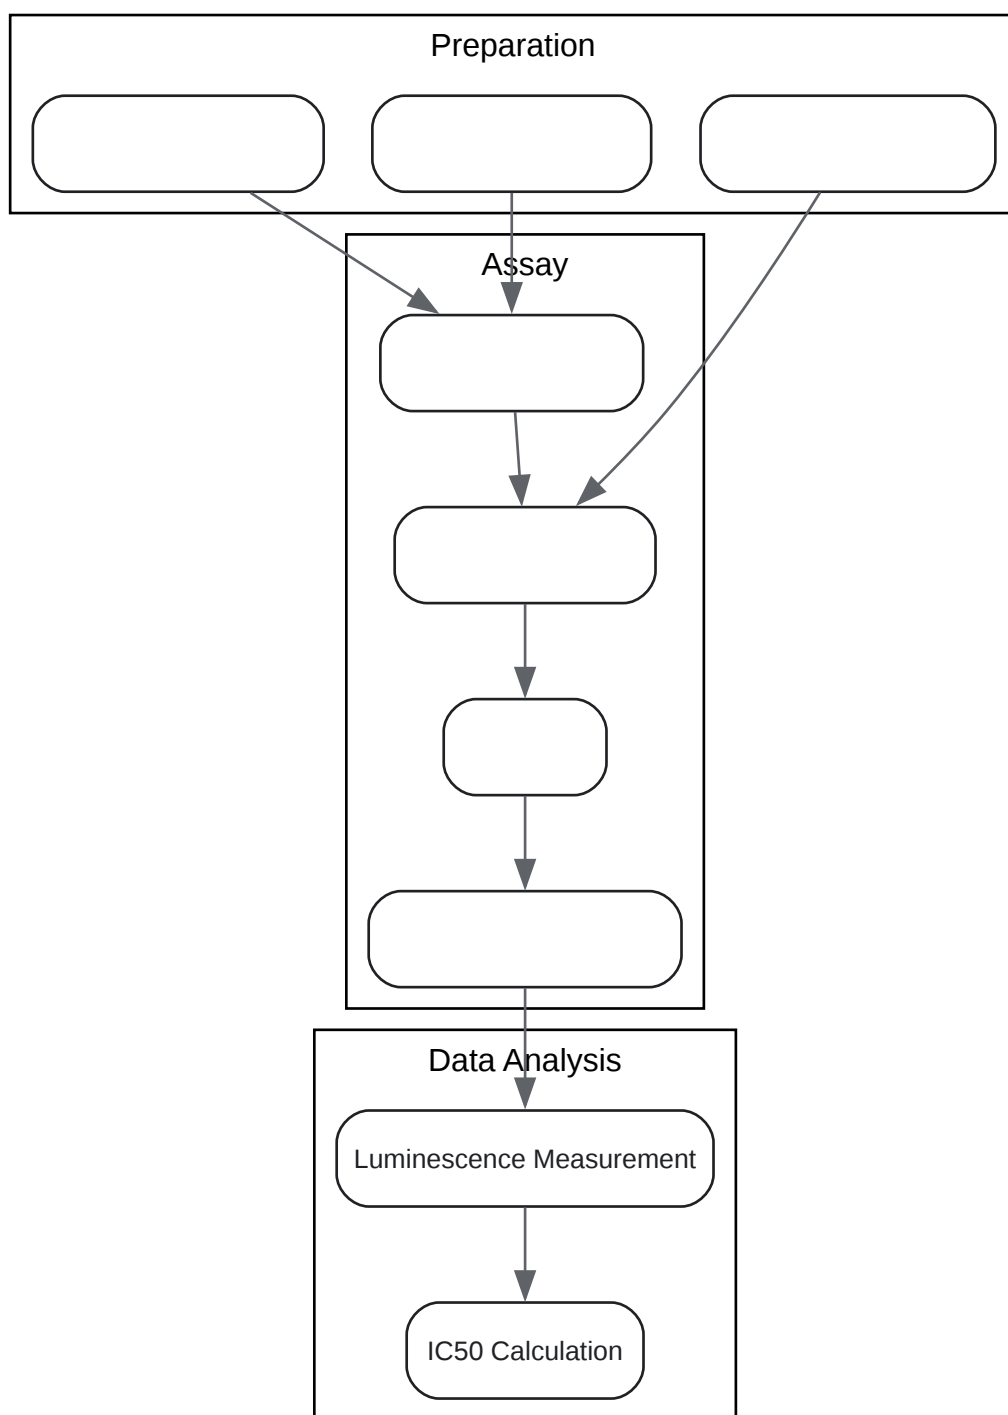 Preparation
Assay
Data Analysis
Luminescence Measurement
IC50 Calculation